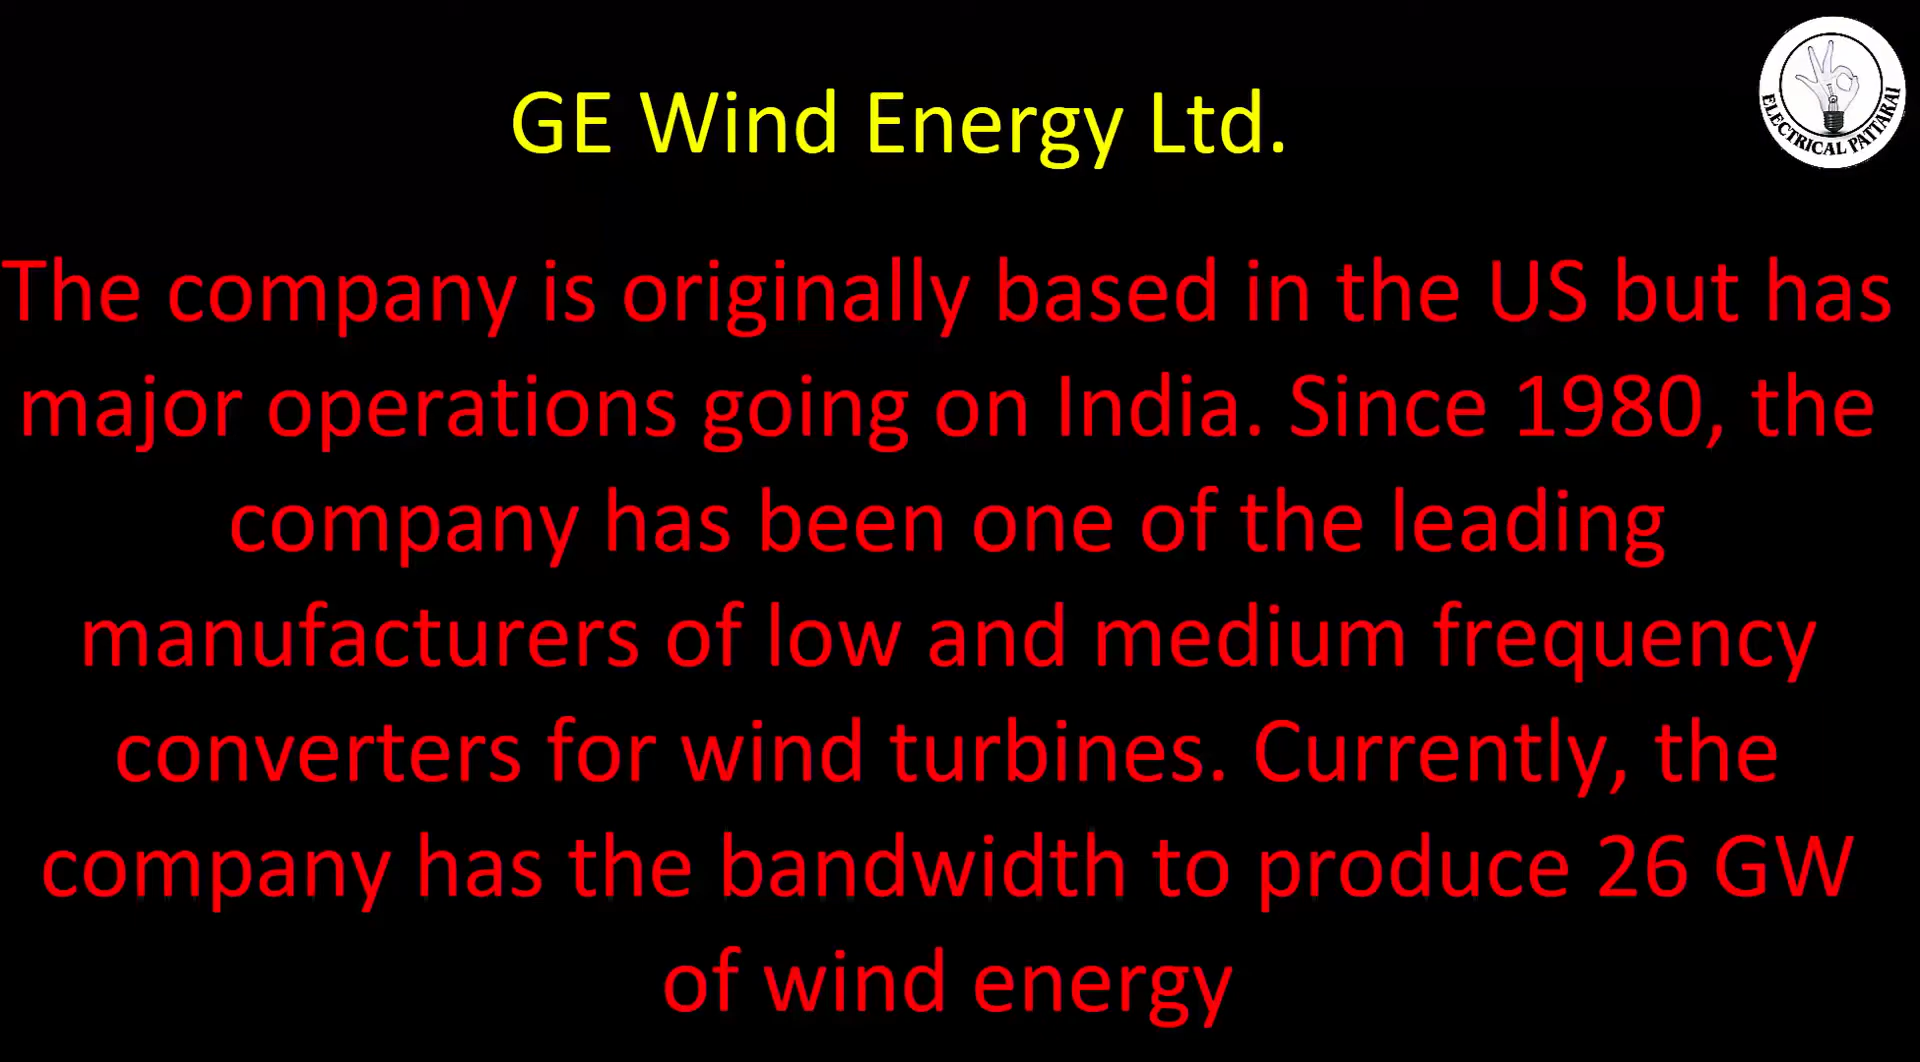 GE Wind Energy Ltd.
ELECTRICAL PATTARAI
The company is originally based in the US but has
major operations going on India. Since 1980, the
company has been one of the leading
manufacturers of low and medium frequency
converters for wind turbines. Currently, the
company has the bandwidth to produce 26 GW
of wind energy